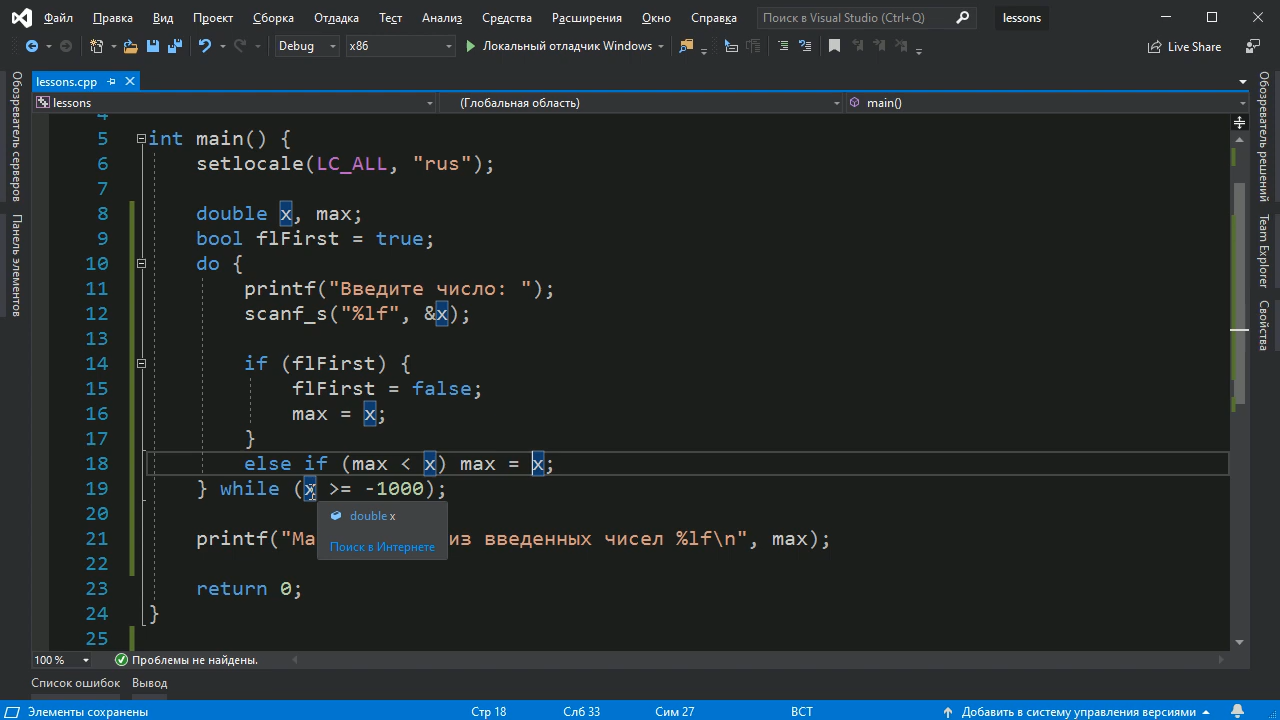 Файл Правка Вид Проект Сборка Отладка Тест Анализ Средства Расширения Окно Справка Поиск в Visual Studio (Ctrl+Q) lessons
Debug x86 Локальный отладчик Windows Live Share
lessons.cpp
lessons (Глобальная область) main()
Обозреватель серверов
Панель элементов
4
5 int main() {
6 setlocale(LC_ALL, "rus");
7
8 double x, max;
9 bool flFirst = true;
10 do {
11 printf("Введите число: ");
12 scanf_s("%lf", &x);
13
14 if (flFirst) {
15 flFirst = false;
16 max = x;
17 }
18 else if (max < x) max = x;
19 } while (x >= -1000);
20
double x
21 printf("Ма из введенных чисел %lf\n", max);
Поиск в Интернете
22
23 return 0;
24 }
25
Обозреватель решений
Team Explorer
Свойства
100 % Проблемы не найдены.
Список ошибок Вывод
Элементы сохранены Стр 18 Слб 33 Сим 27 ВСТ Добавить в систему управления версиями